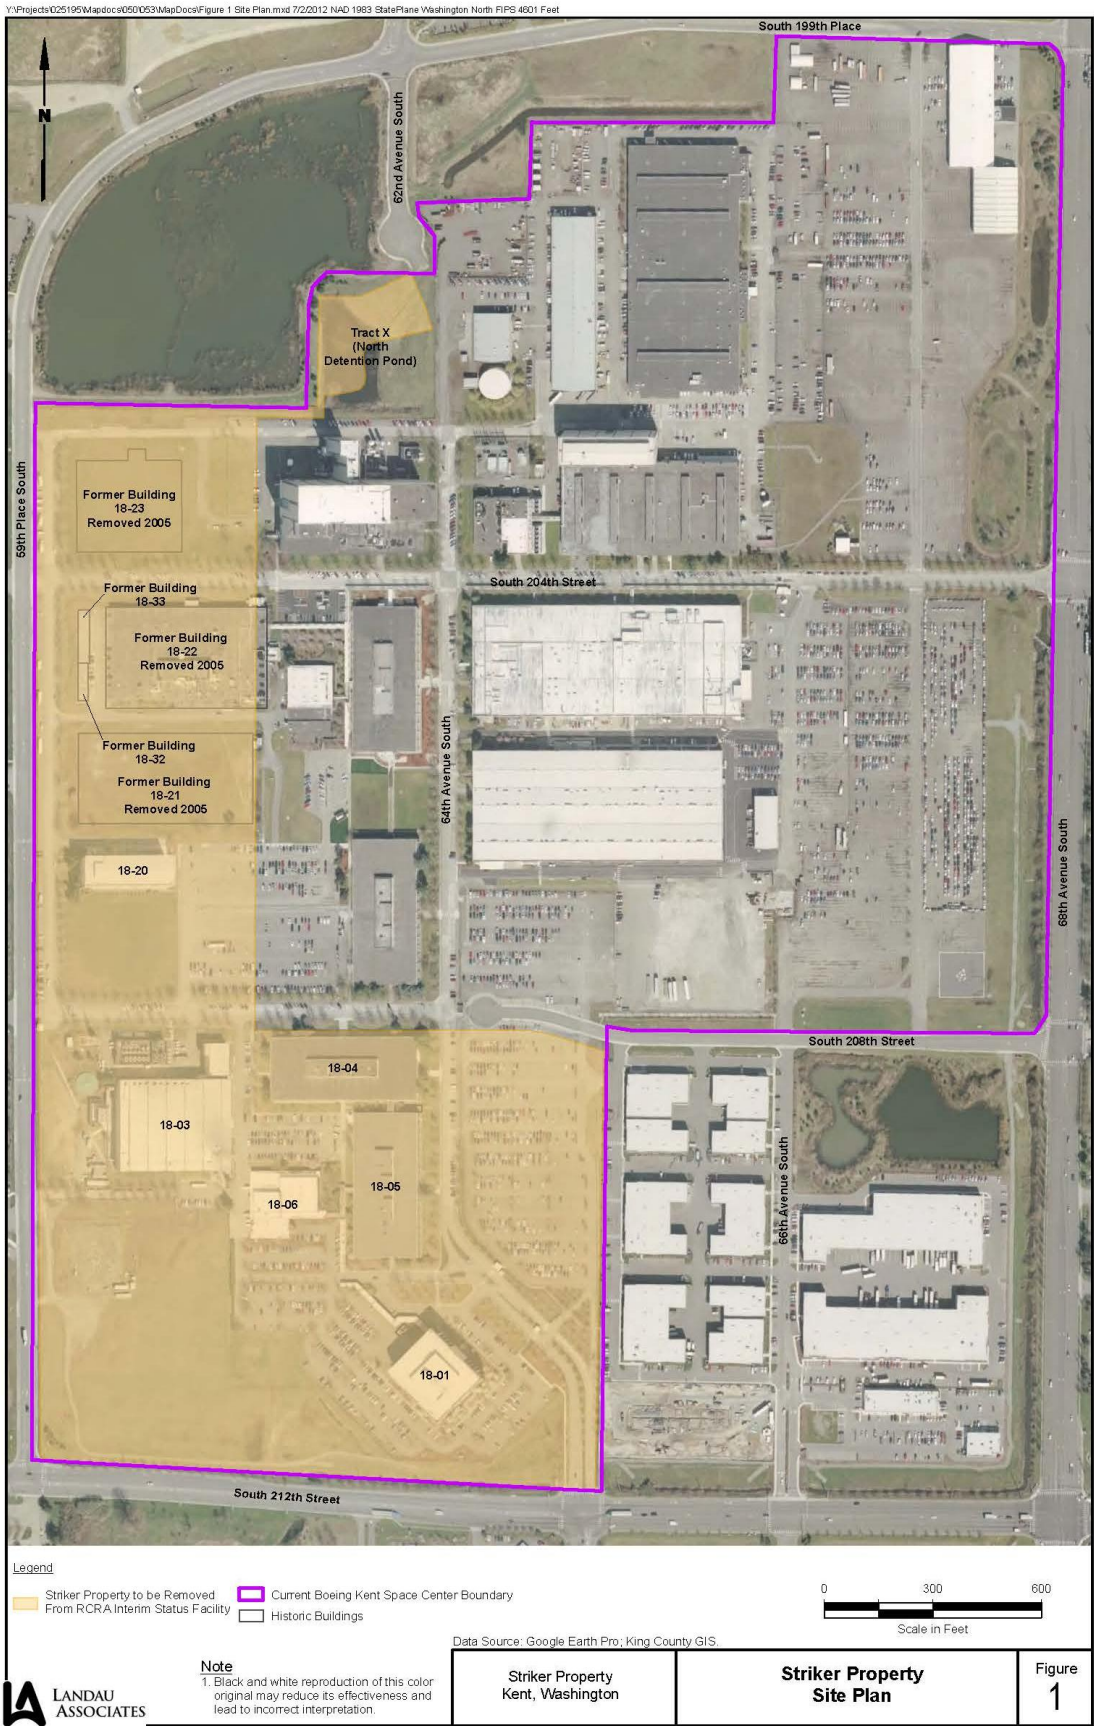 Y:\Projects\025195\Mapdocs\050\053\MapDocs\Figure 1 Site Plan.mxd 7/2/2012 NAD 1983 StatePlane Washington North FIPS 4601 Feet
South 199th Place
N
62nd Avenue South
Tract X
(North
Detention Pond)
59th Place South
Former Building
18-23
Removed 2005
South 204th Street
Former Building
18-33
Former Building
18-22
Removed 2005
Former Building
18-32
Former Building
18-21
Removed 2005
64th Avenue South
18-20
68th Avenue South
South 208th Street
18-04
18-03
18-05
18-06
66th Avenue South
18-01
South 212th Street
Legend
Striker Property to be Removed
From RCRA Interim Status Facility
Current Boeing Kent Space Center Boundary
Historic Buildings
0 300 600
Scale in Feet
Data Source: Google Earth Pro; King County GIS.
Note
1. Black and white reproduction of this color
original may reduce its effectiveness and
lead to incorrect interpretation.
LANDAU
ASSOCIATES
Striker Property
Kent, Washington
Striker Property
Site Plan
Figure
1